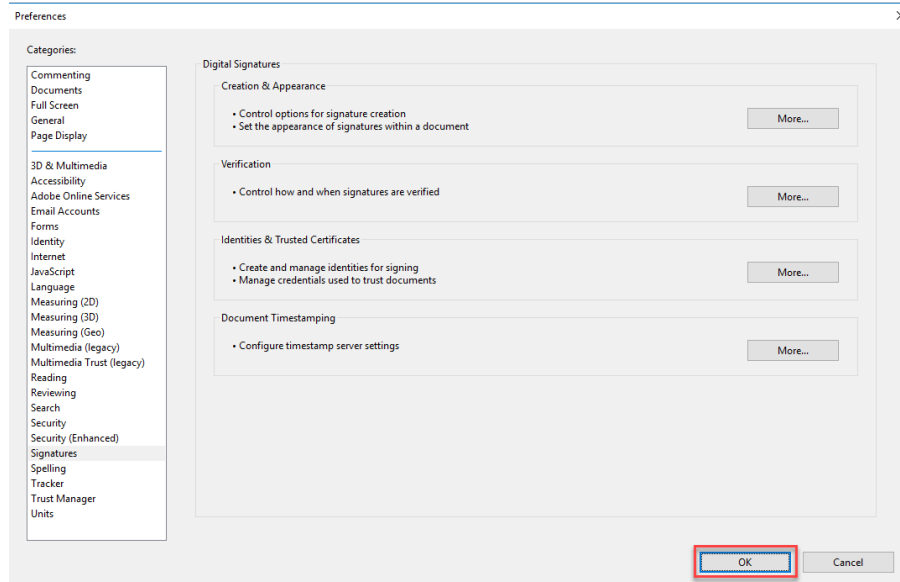 Preferences
Categories:
Commenting
Documents
Full Screen
General
Page Display
3D & Multimedia
Accessibility
Adobe Online Services
Email Accounts
Forms
Identity
Internet
JavaScript
Language
Measuring (2D)
Measuring (3D)
Measuring (Geo)
Multimedia (legacy)
Multimedia Trust (legacy)
Reading
Reviewing
Search
Security
Security (Enhanced)
Signatures
Spelling
Tracker
Trust Manager
Units
Digital Signatures
Creation & Appearance
• Control options for signature creation
• Set the appearance of signatures within a document
More...
Verification
• Control how and when signatures are verified
More...
Identities & Trusted Certificates
• Create and manage identities for signing
• Manage credentials used to trust documents
More...
Document Timestamping
• Configure timestamp server settings
More...
OK
Cancel